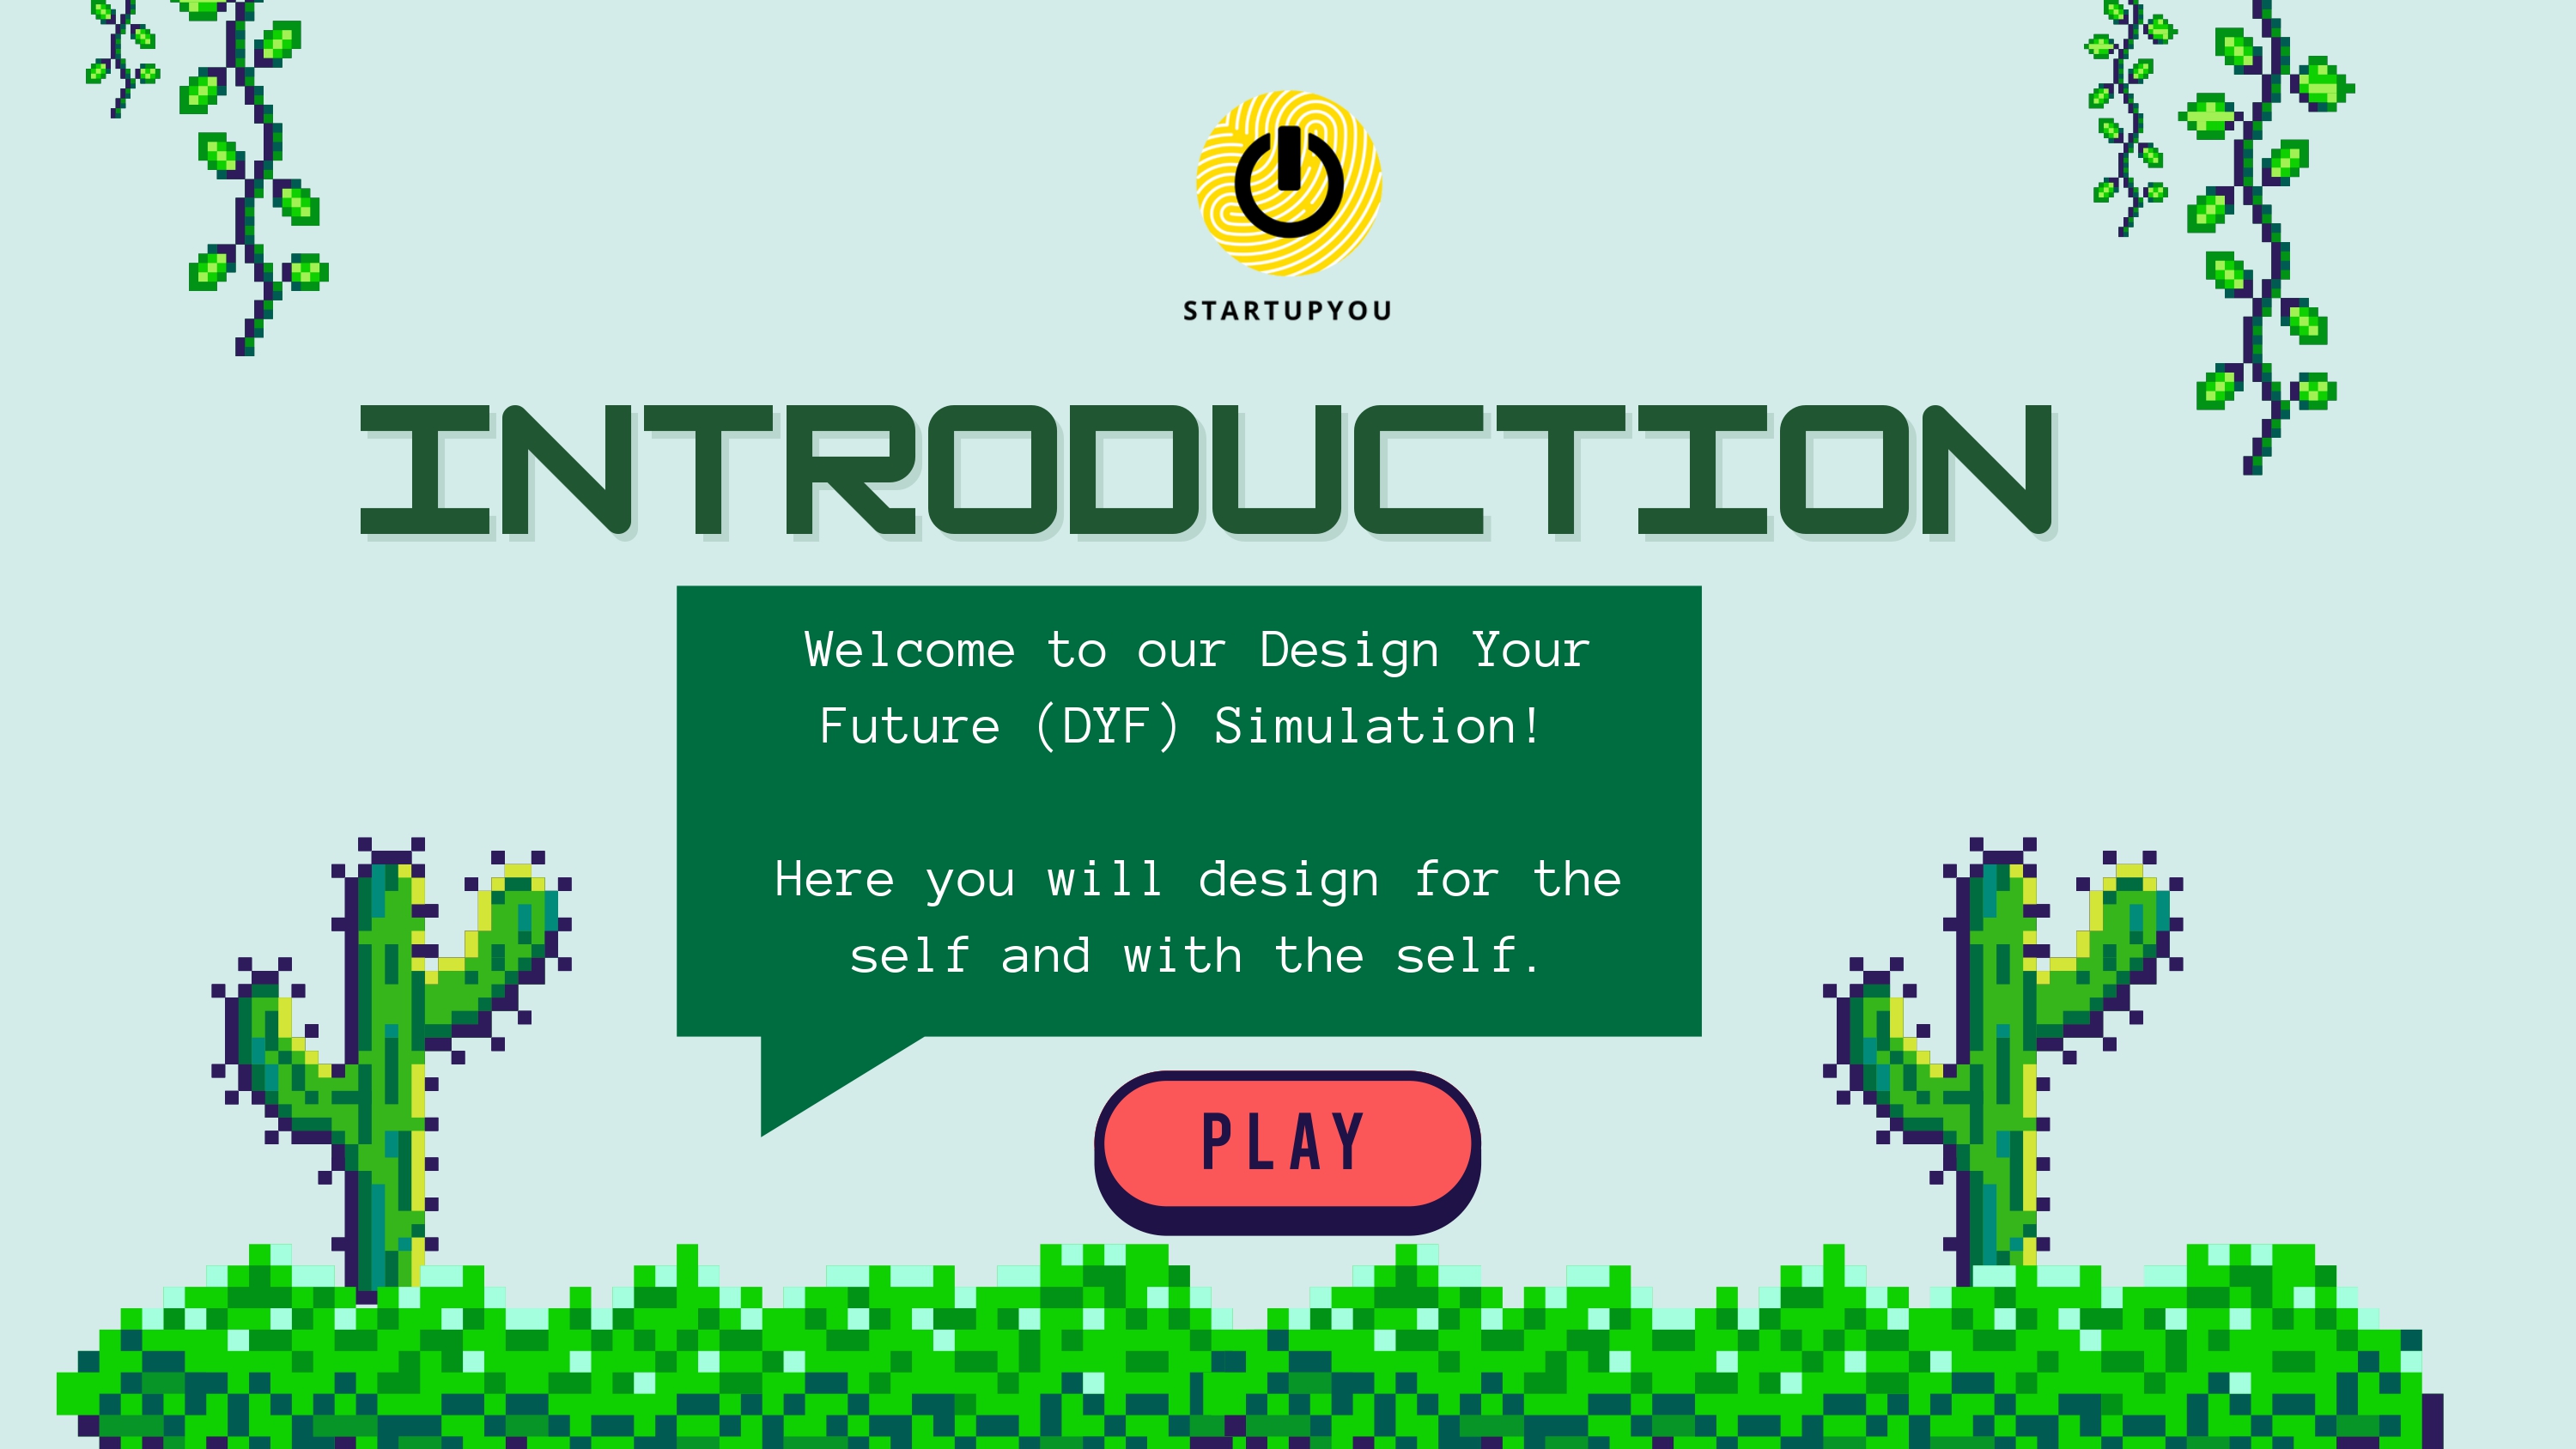 STARTUPYOU
INTRODUCTION
Welcome to our Design Your
Future (DYF) Simulation!
Here you will design for the
self and with the self.
PLAY